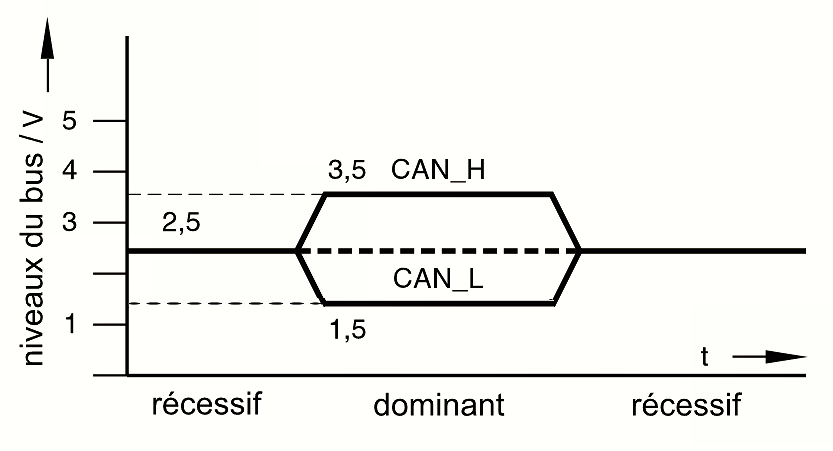 niveaux du bus / V
5
4
3
1
3,5 CAN_H
2,5
CAN_L
1,5
t
récessif dominant récessif